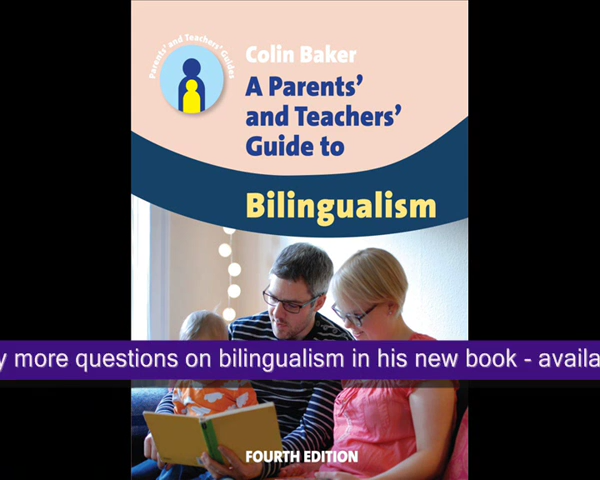 Parents' and Teachers' Guides
Colin Baker
A Parents'
and Teachers'
Guide to
Bilingualism
more questions on bilingualism in his new book -
FOURTH EDITION